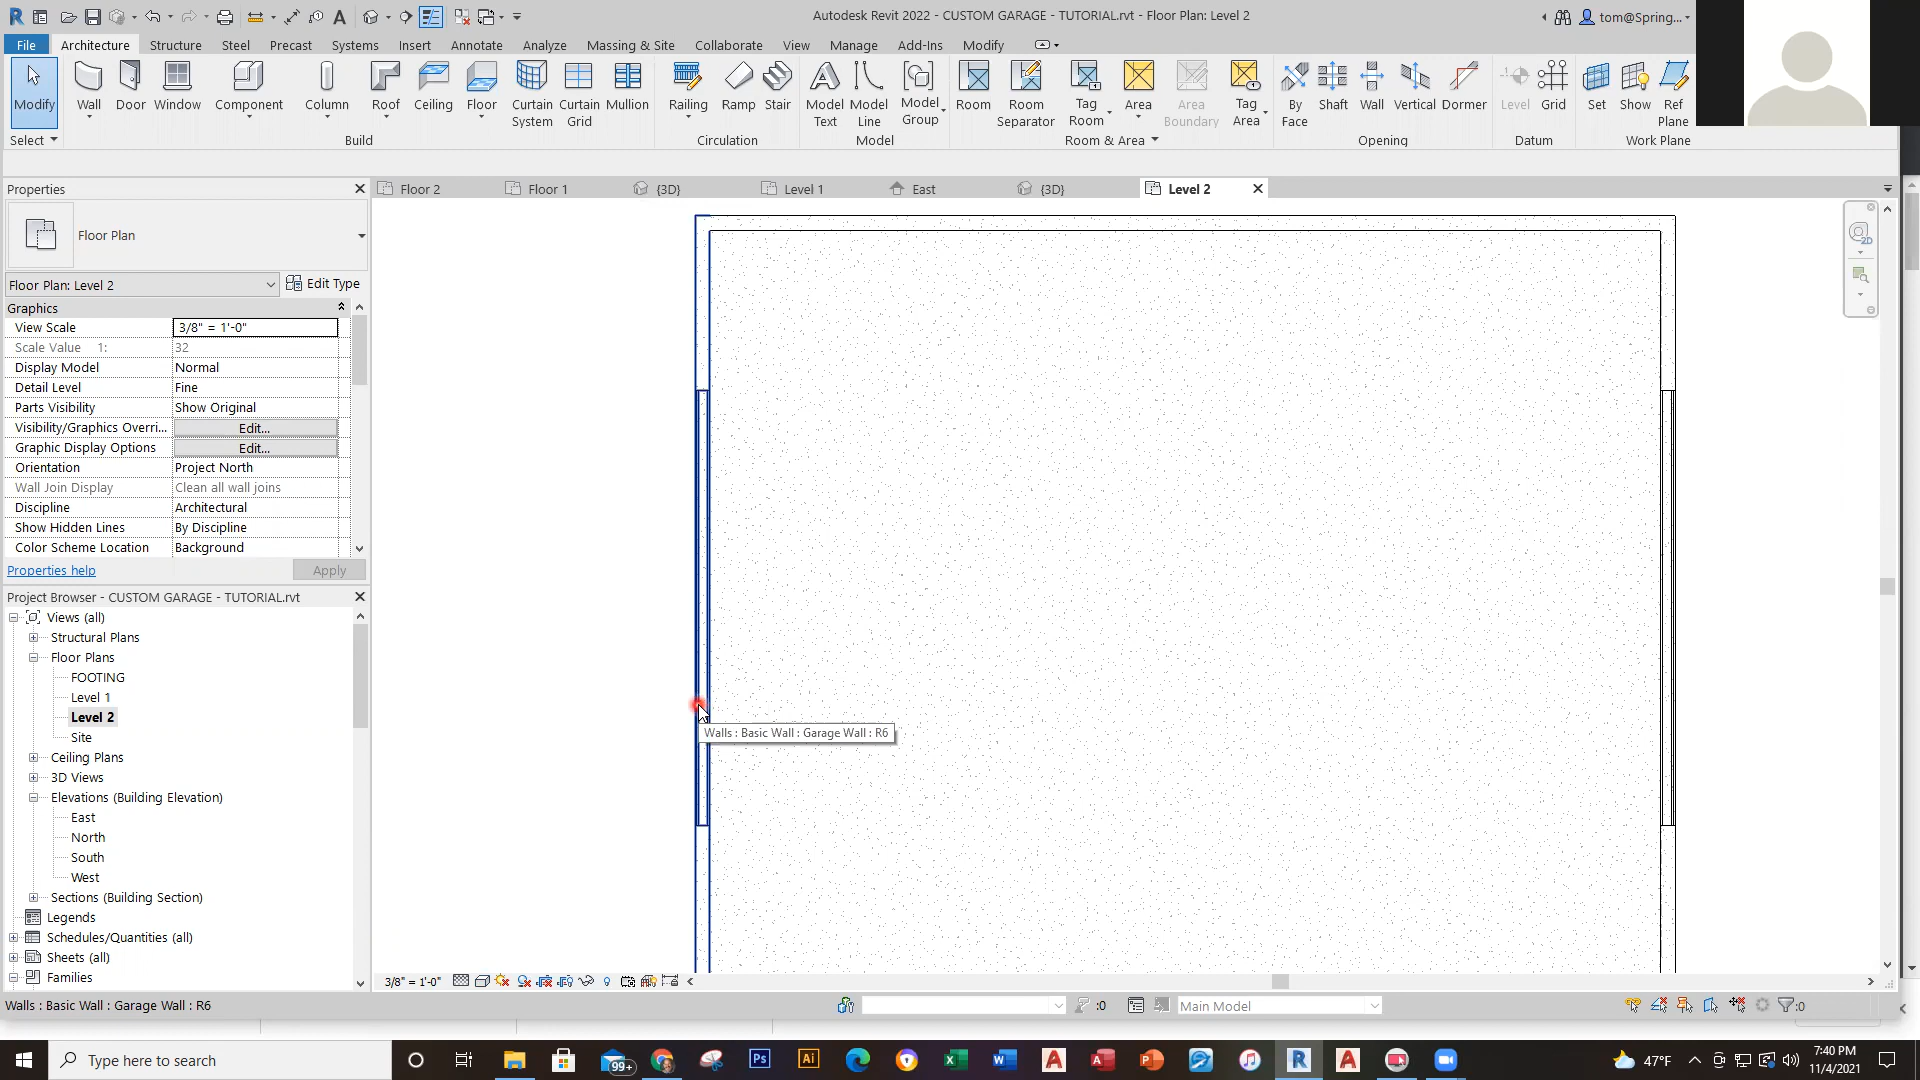 Autodesk Revit 2022 - CUSTOM GARAGE - TUTORIAL.rvt - Floor Plan: Level 2
tom@Spring...
File Architecture Structure Steel Precast Systems Insert Annotate Analyze Massing & Site Collaborate View Manage Add-Ins Modify
Modify Wall Door Window Component Column Roof Ceiling Floor Curtain System Curtain Grid Mullion Railing Ramp Stair Model Text Model Line Model Group Room Room Separator Tag Room Area Area Boundary Tag Area By Face Shaft Wall Vertical Dormer Level Grid Set Show Ref Plane
Select Build Circulation Model Room & Area Opening Datum Work Plane
Properties
Floor 2 Floor 1 {3D} Level 1 East {3D} Level 2
Floor Plan
Floor Plan: Level 2 Edit Type
Graphics
View Scale 3/8" = 1'-0"
Scale Value 1: 32
Display Model Normal
Detail Level Fine
Parts Visibility Show Original
Visibility/Graphics Overri... Edit...
Graphic Display Options Edit...
Orientation Project North
Wall Join Display Clean all wall joins
Discipline Architectural
Show Hidden Lines By Discipline
Color Scheme Location Background
Properties help Apply
Project Browser - CUSTOM GARAGE - TUTORIAL.rvt
Views (all)
Structural Plans
Floor Plans
FOOTING
Level 1
Level 2
Site
Ceiling Plans
3D Views
Elevations (Building Elevation)
East
North
South
West
Sections (Building Section)
Legends
Schedules/Quantities (all)
Sheets (all)
Families
Walls : Basic Wall : Garage Wall : R6
2D
3/8" = 1'-0"
Walls : Basic Wall : Garage Wall : R6
:0
Main Model
:0
Type here to search
99+
Ps
Ai
47°F
7:40 PM
11/4/2021